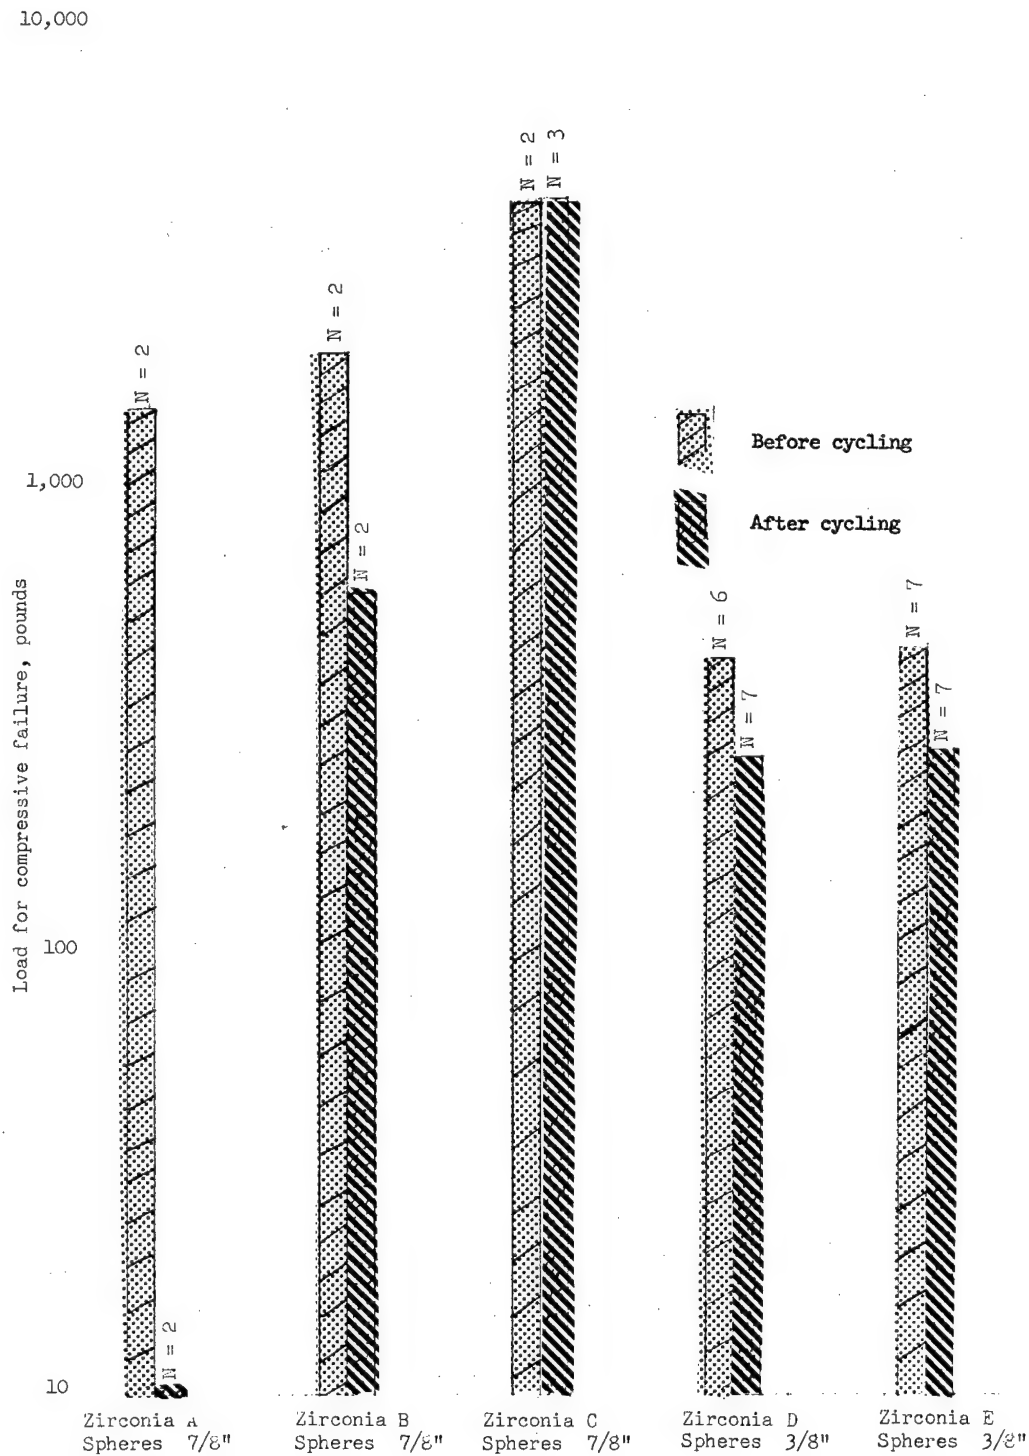 10,000
N = 2
N = 3
N = 2
N = 2
Before cycling
1,000
After cycling
N = 2
N = 6
N = 7
N = 7
N = 7
Load for compressive failure, pounds
100
N = 2
10
Zirconia A
Spheres 7/8"
Zirconia B
Spheres 7/8"
Zirconia C
Spheres 7/8"
Zirconia D
Spheres 3/8"
Zirconia E
Spheres 3/8"